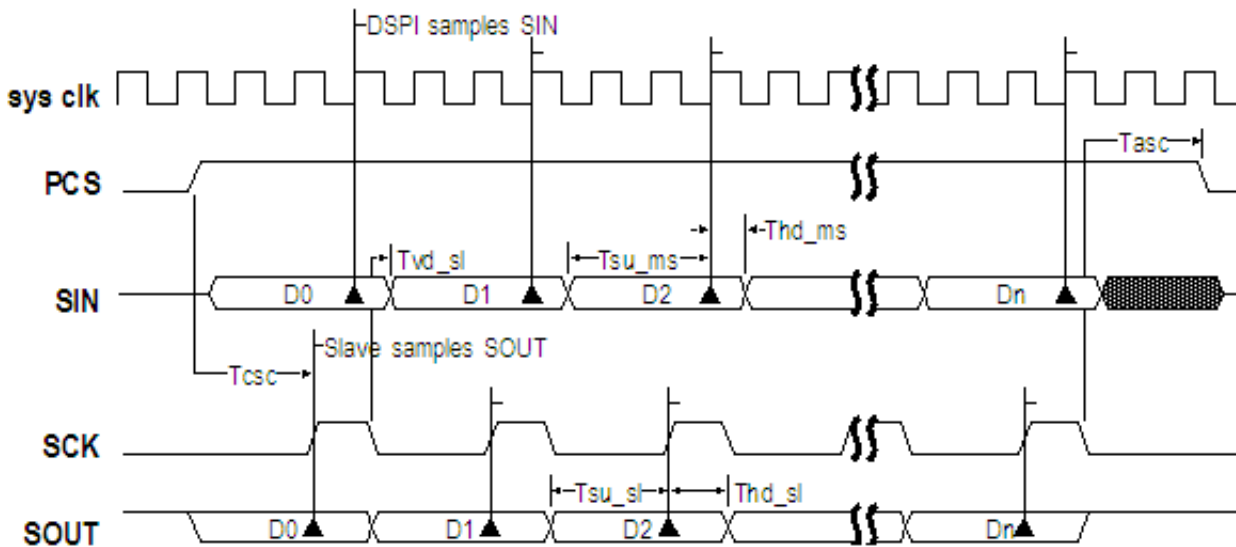 DSPI samples SIN
sys clk
Tasc
PCS
Thd_ms
Tvd_sl
Tsu_ms
SIN
D0
D1
D2
Dn
Slave samples SOUT
Tcsc
SCK
Tsu_sl
Thd_sl
SOUT
D0
D1
D2
Dn